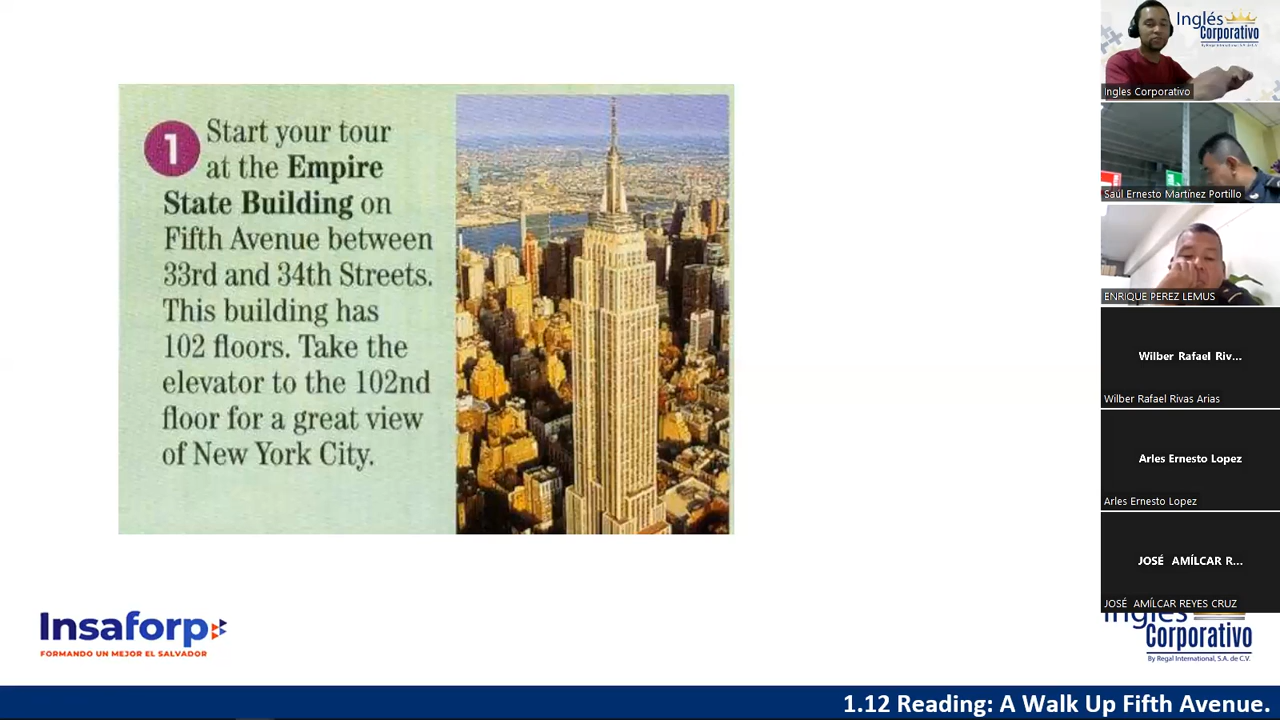 1
Start your tour
at the Empire
State Building on
Fifth Avenue between
33rd and 34th Streets.
This building has
102 floors. Take the
elevator to the 102nd
floor for a great view
of New York City.
Insaforp
FORMANDO UN MEJOR EL SALVADOR
Inglés
Corporativo
Ingles Corporativo
Saúl Ernesto Martínez Portillo
ENRIQUE PEREZ LEMUS
Wilber Rafael Riv...
Wilber Rafael Rivas Arias
Arles Ernesto Lopez
Arles Ernesto Lopez
JOSÉ AMÍLCAR R...
JOSÉ AMÍLCAR REYES CRUZ
Inglés
Corporativo
By Regal International, S.A. de C.V.
1.12 Reading: A Walk Up Fifth Avenue.